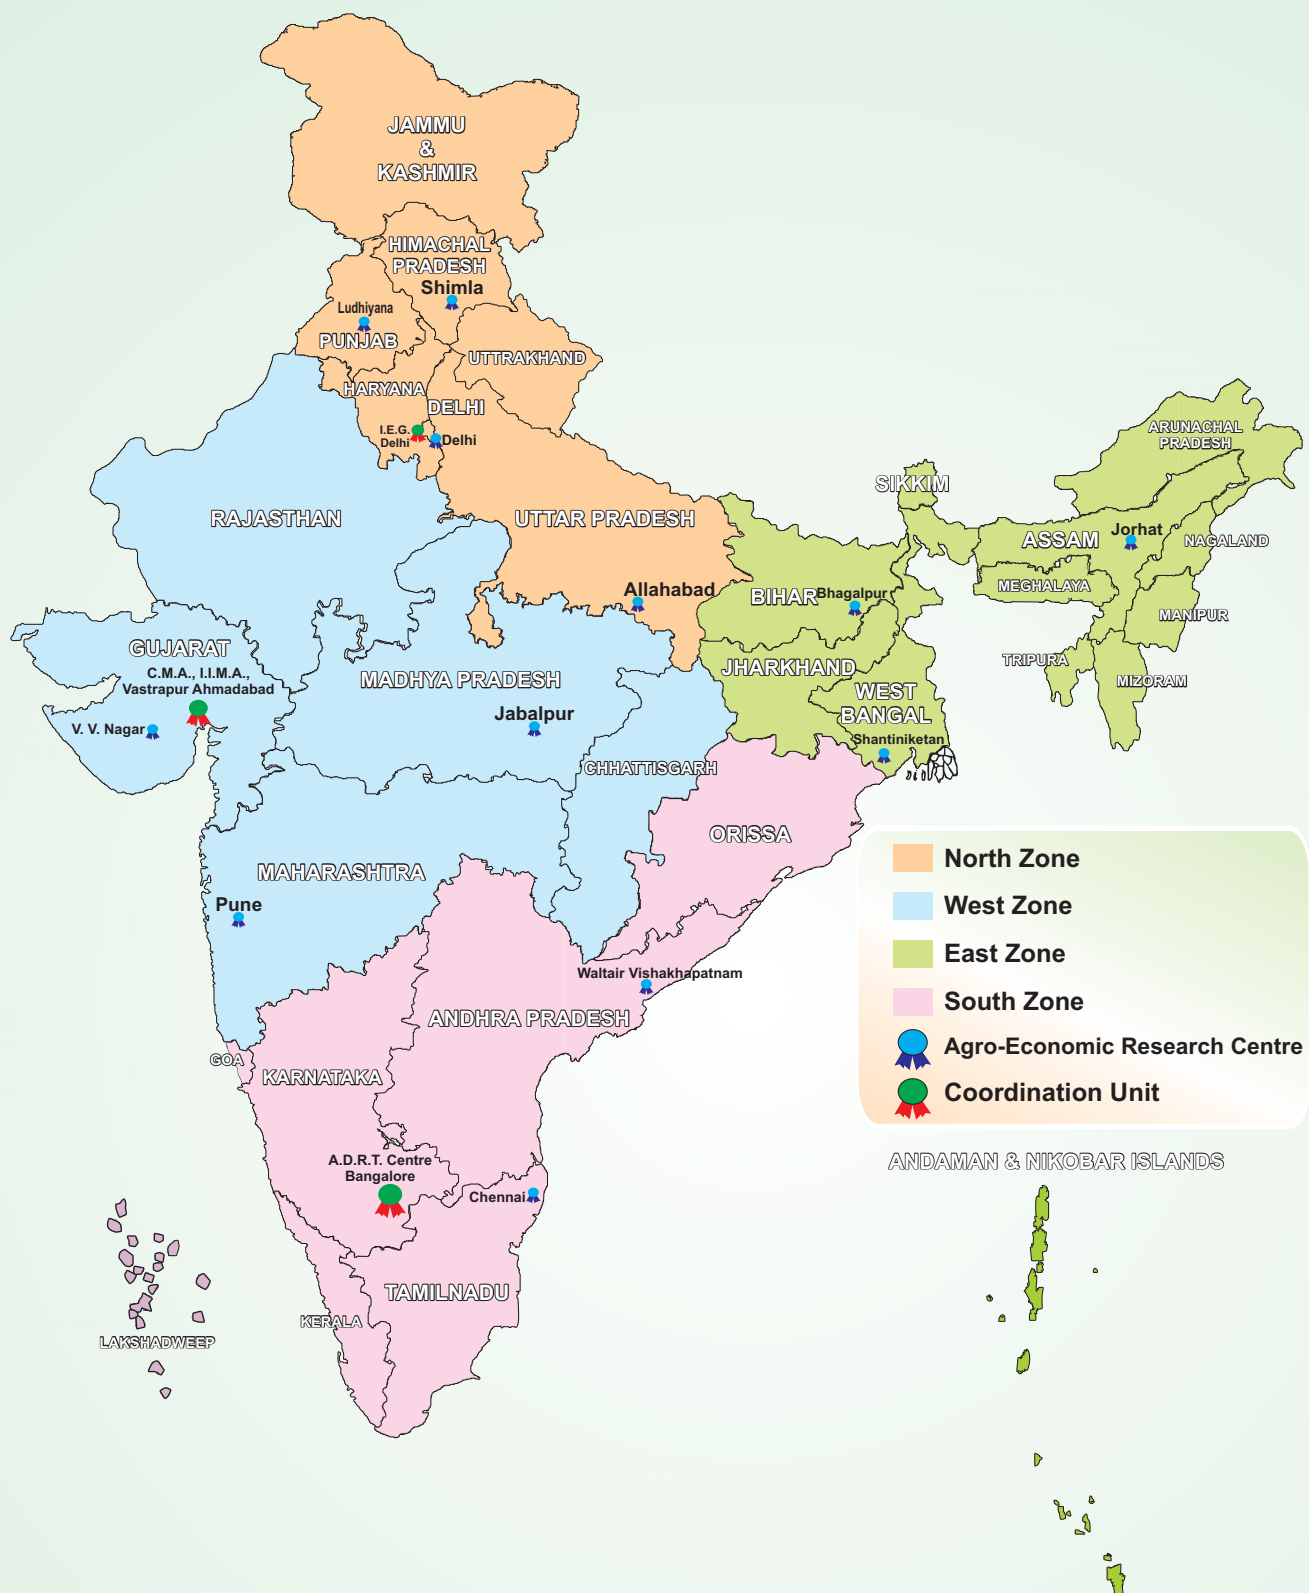 JAMMU
&
KASHMIR
HIMACHAL
PRADESH
Shimla
Ludhiyana
PUNJAB
UTTRAKHAND
HARYANA
DELHI
I.E.G.
Delhi
Delhi
RAJASTHAN
UTTAR PRADESH
Allahabad
SIKKIM
ARUNACHAL
PRADESH
ASSAM
Jorhat
NAGALAND
MEGHALAYA
MANIPUR
TRIPURA
MIZORAM
BIHAR
Bhagalpur
JHARKHAND
WEST
BANGAL
Shantiniketan
GUJARAT
C.M.A., I.I.M.A.,
Vastrapur Ahmadabad
V. V. Nagar
MADHYA PRADESH
Jabalpur
CHHATTISGARH
ORISSA
MAHARASHTRA
Pune
Waltair Vishakhapatnam
ANDHRA PRADESH
GOA
KARNATAKA
A.D.R.T. Centre
Bangalore
Chennai
TAMILNADU
KERALA
LAKSHADWEEP
North Zone
West Zone
East Zone
South Zone
Agro-Economic Research Centre
Coordination Unit
ANDAMAN & NIKOBAR ISLANDS